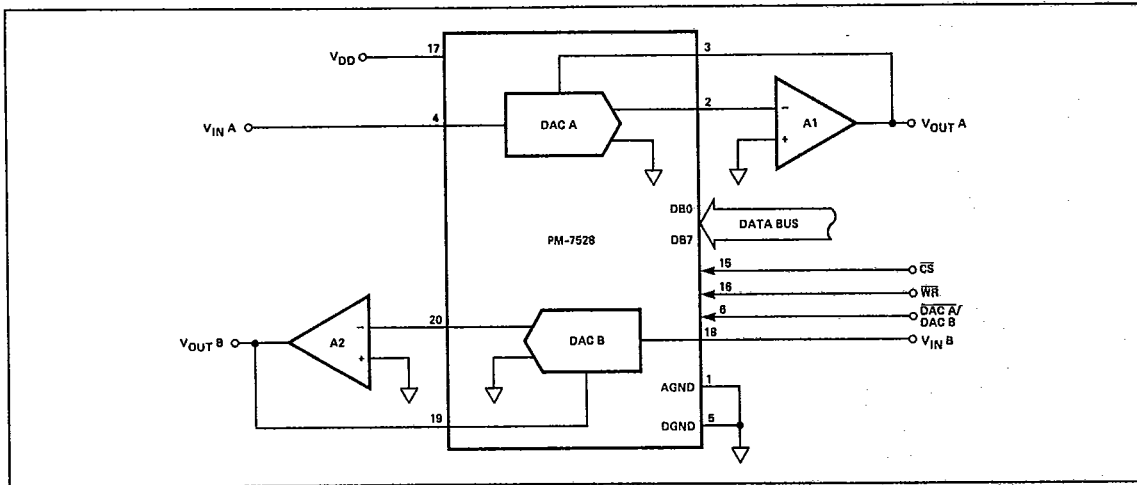 VDD
17
3
VIN A
4
DAC A
2
-
+
A1
VOUT A
DB0
DB7
DATA BUS
PM-7528
15
CS
16
WR
6
DAC A/
DAC B
18
VIN B
VOUT B
A2
-
+
20
DAC B
19
AGND
1
DGND
5